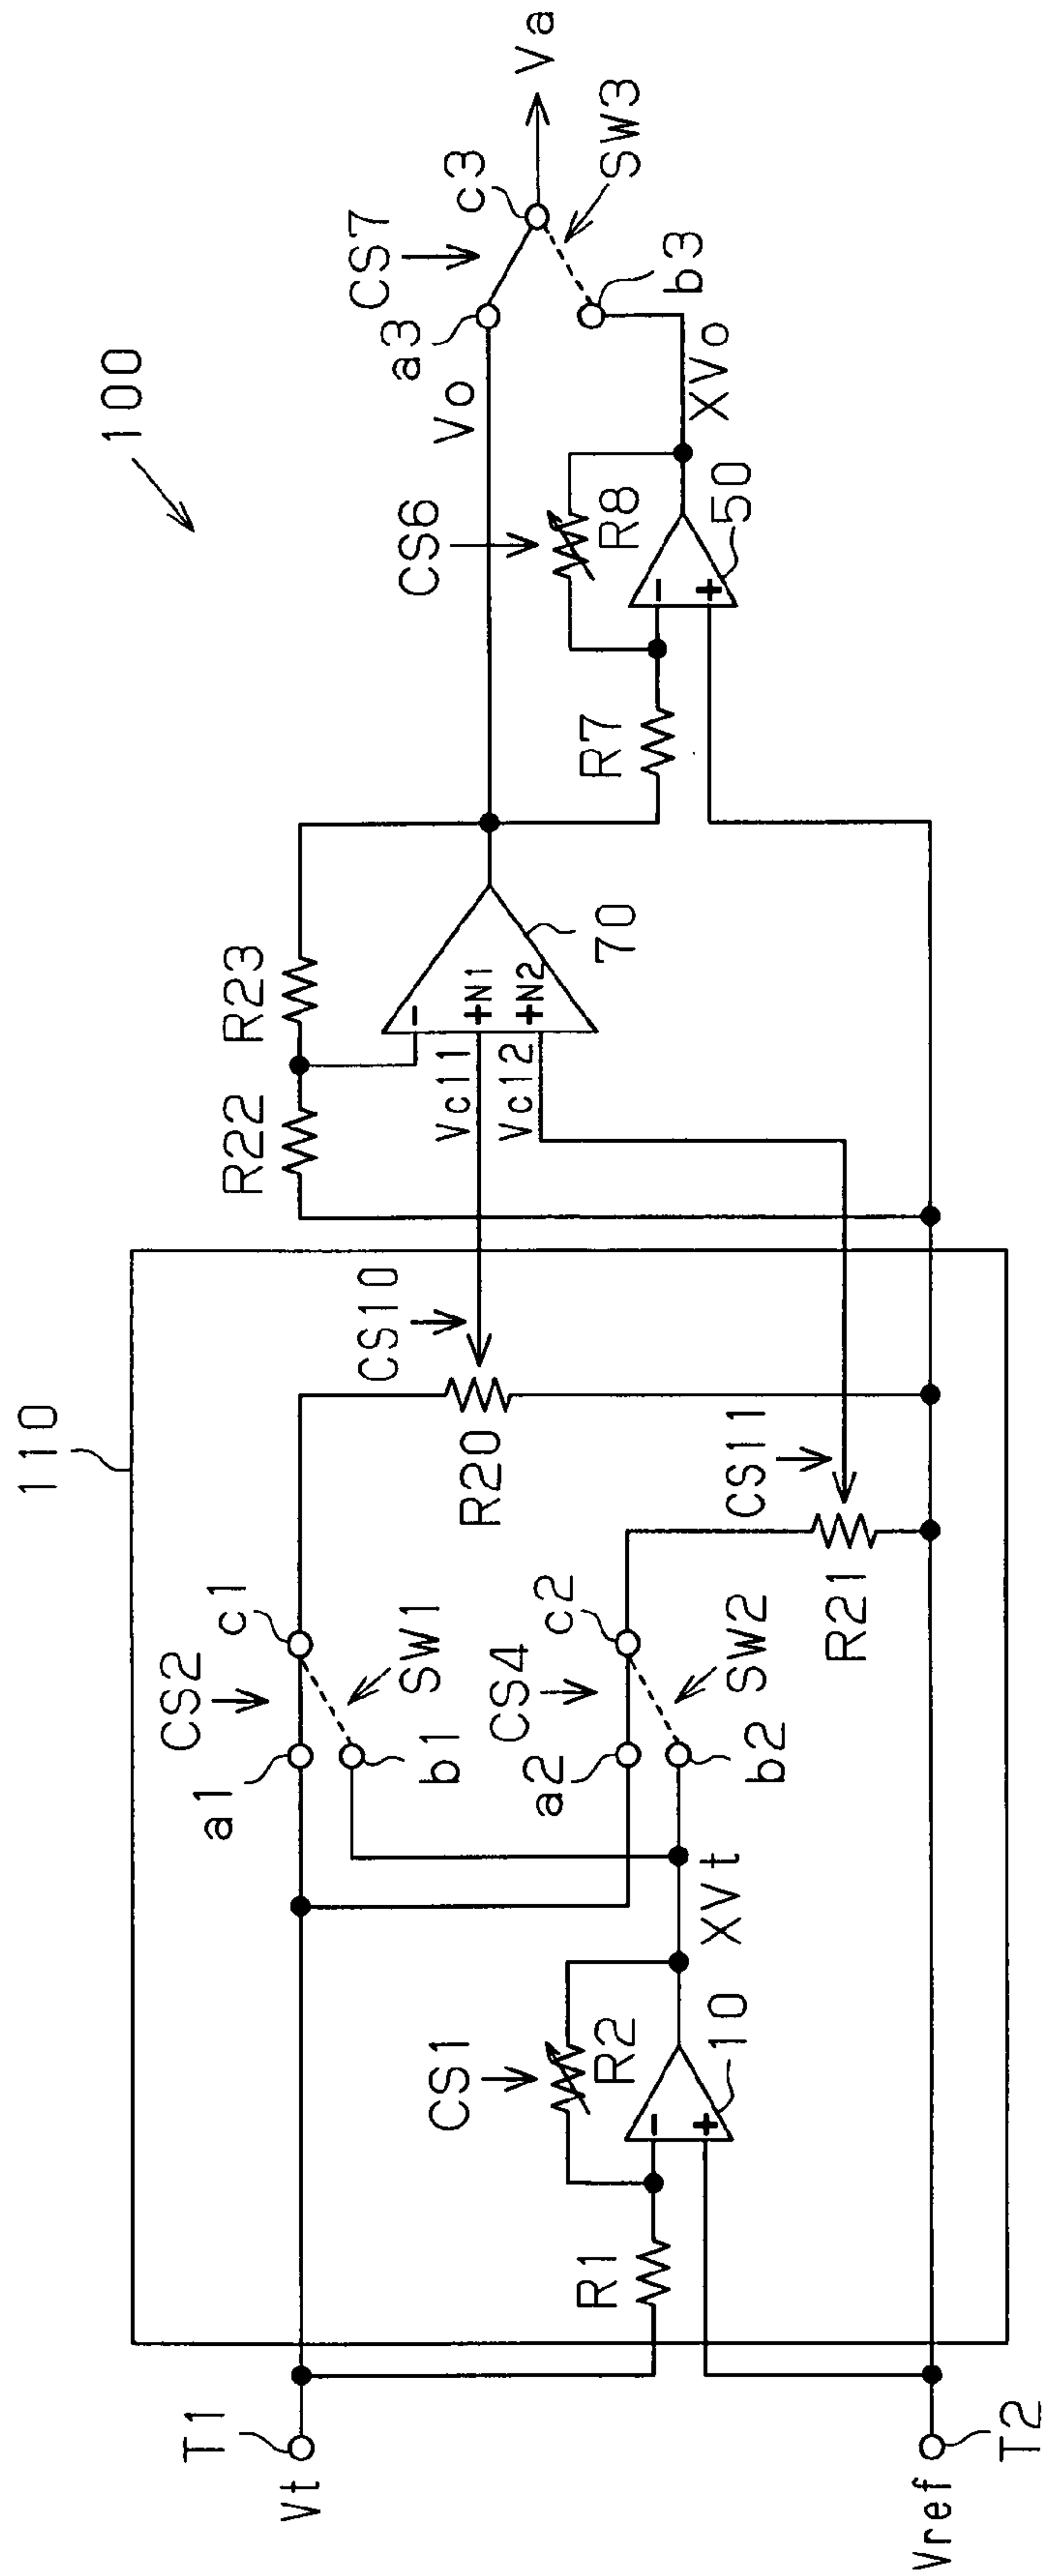 100
110
T1
Vt
T2
Vref
R1
CS1
R2
-
+
10
XVt
CS2
a1
c1
b1
SW1
CS4
a2
c2
b2
SW2
CS10
R20
CS11
R21
R22
R23
Vc11
Vc12
-
+N1
+N2
70
R7
CS6
R8
-
+
50
Vo
XVo
CS7
a3
c3
b3
SW3
Va